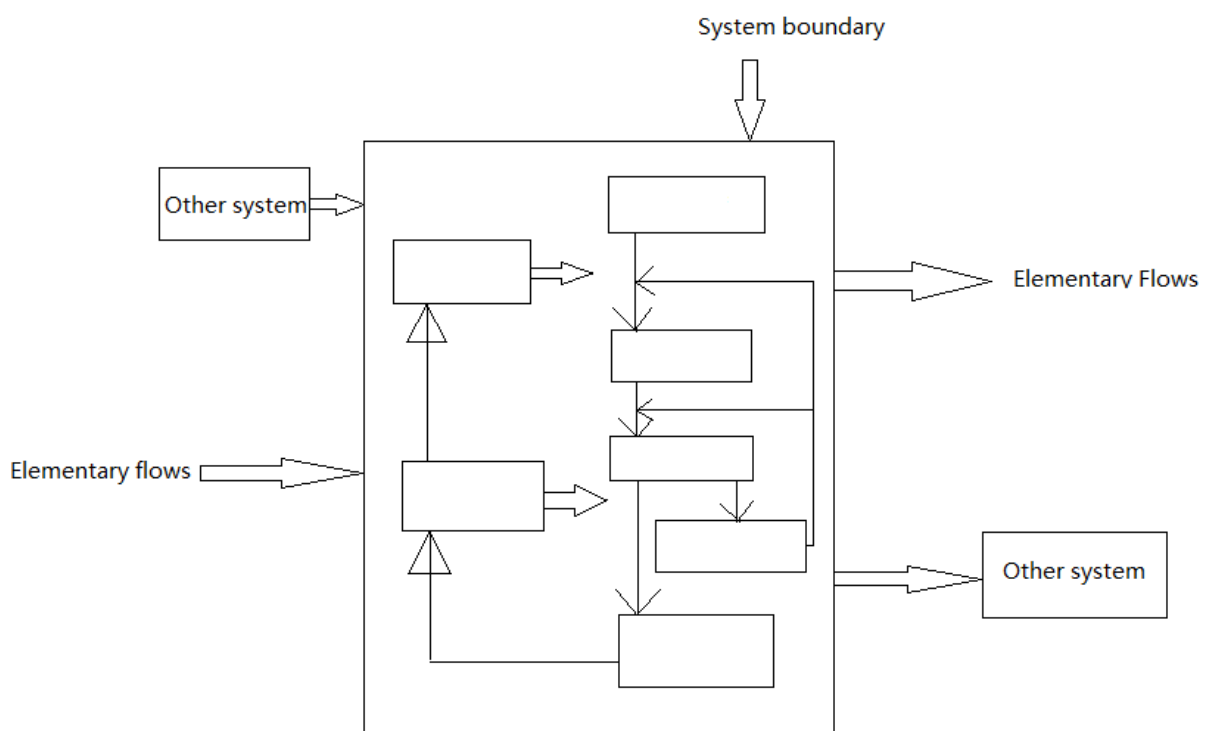 System boundary
Other system
Elementary Flows
Elementary flows
Other system